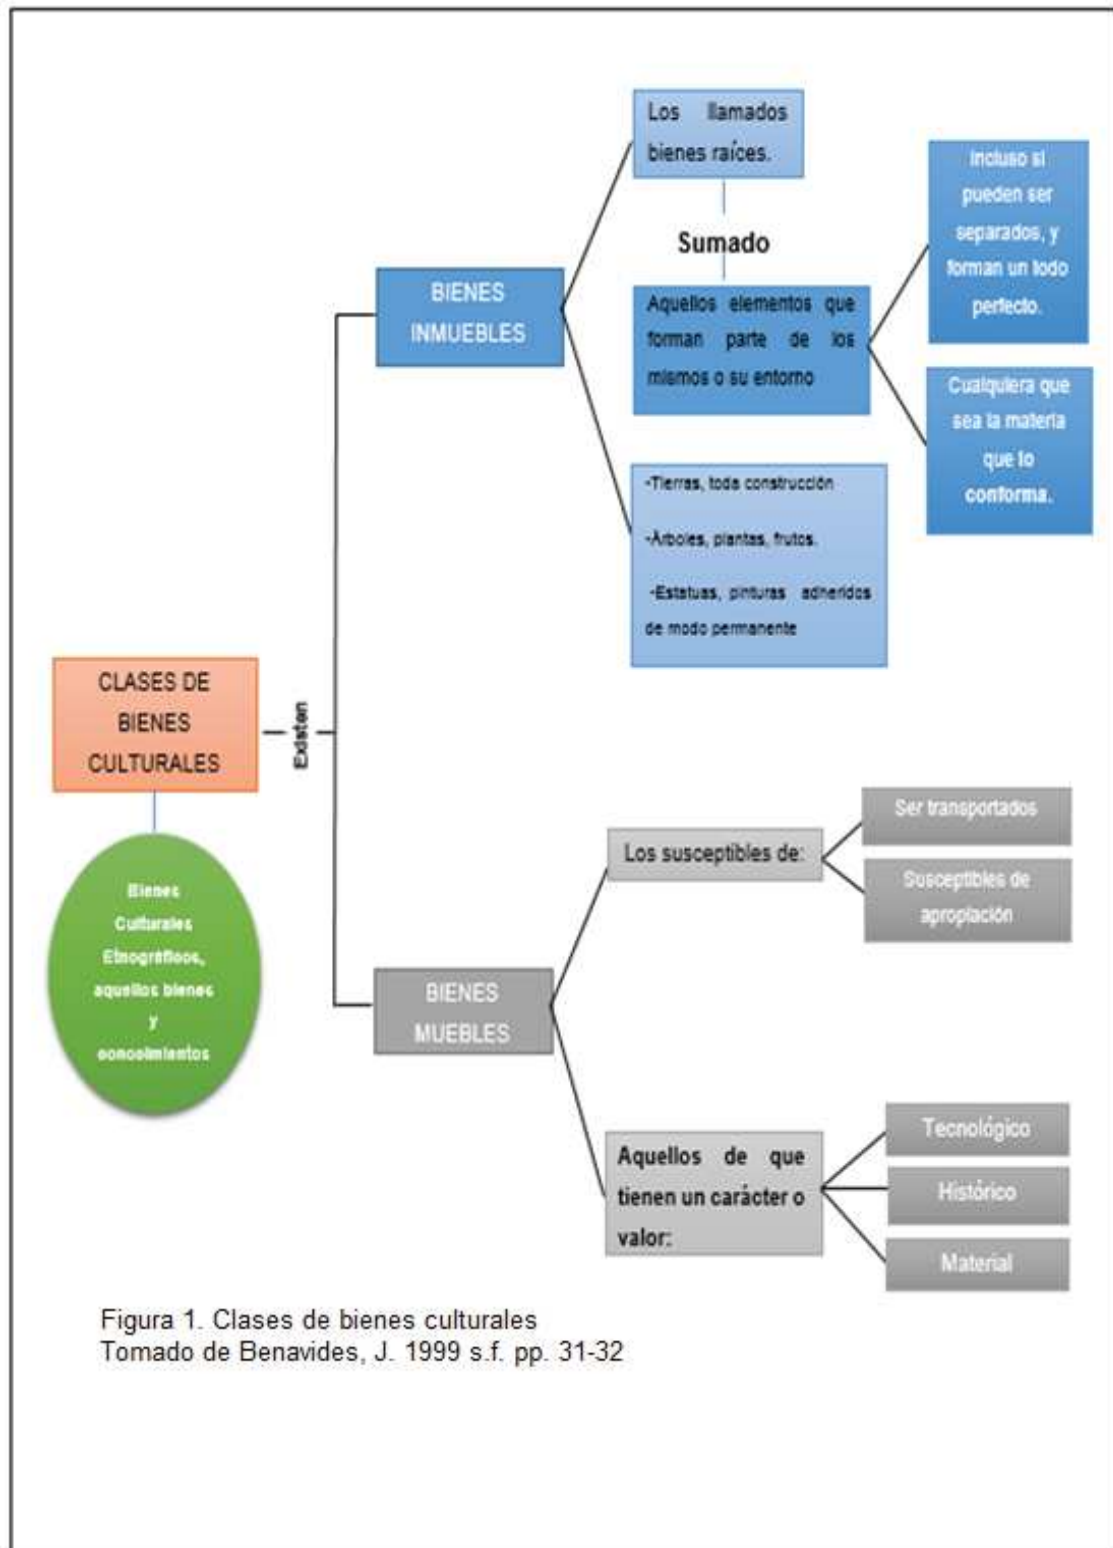 Los llamados
bienes raíces.
Sumado
Aquellos elementos que
forman parte de los
mismos o su entorno
Incluso si
pueden ser
separados, y
forman un todo
perfecto.
Cualquiera que
sea la materia
que lo
conforma.
BIENES
INMUEBLES
-Tierras, toda construcción
-Árboles, plantas, frutos.
-Estatuas, pinturas adheridos
de modo permanente
CLASES DE
BIENES
CULTURALES
Existen
Bienes
Culturales
Etnográficos,
aquellos bienes
y
conocimientos
BIENES
MUEBLES
Los susceptibles de:
Ser transportados
Susceptibles de
apropiación
Aquellos de que
tienen un carácter o
valor:
Tecnológico
Histórico
Material
Figura 1. Clases de bienes culturales
Tomado de Benavides, J. 1999 s.f. pp. 31-32